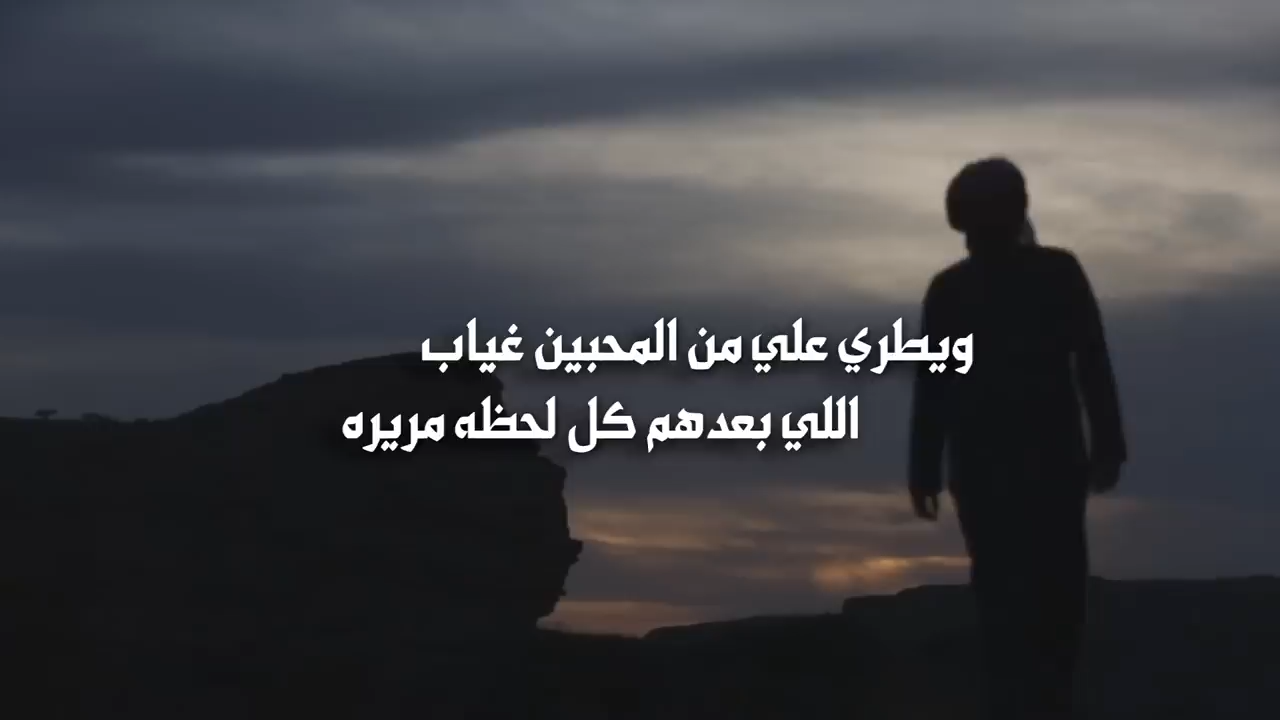 ويطري علي من المحبين غياب
اللي بعدهم كل لحظه مريره